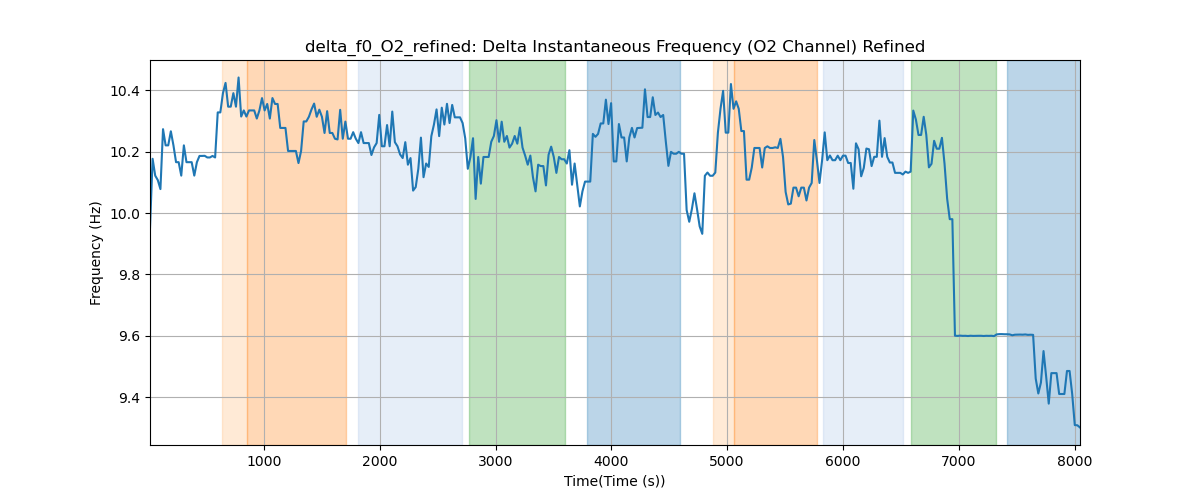 delta_f0_O2_refined: Delta Instantaneous Frequency (O2 Channel) Refined
Frequency (Hz)
10.4
10.2
10.0
9.8
9.6
9.4
1000 2000 3000 4000 5000 6000 7000 8000
Time(Time (s))